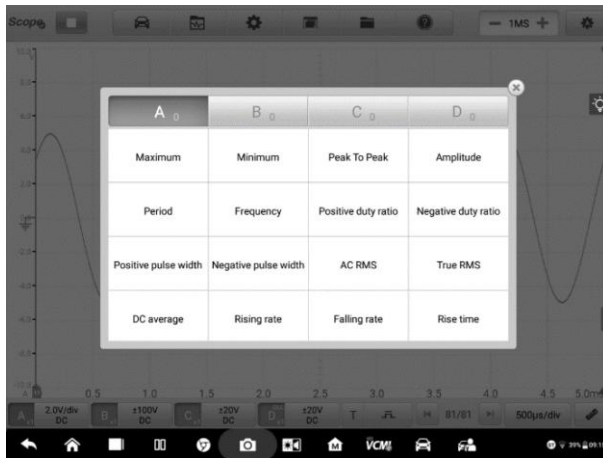 Scope
1MS
A 0
B 0
C 0
D 0
Maximum
Minimum
Peak To Peak
Amplitude
Period
Frequency
Positive duty ratio
Negative duty ratio
Positive pulse width
Negative pulse width
AC RMS
True RMS
DC average
Rising rate
Falling rate
Rise time
0.5 1.0 1.5 2.0 2.5 3.0 3.5 4.0 4.5 5.0ms
A 2.0V/div DC
B ±100V DC
C ±20V DC
D ±20V DC
T
81/81
500μs/div
VCMI
39%